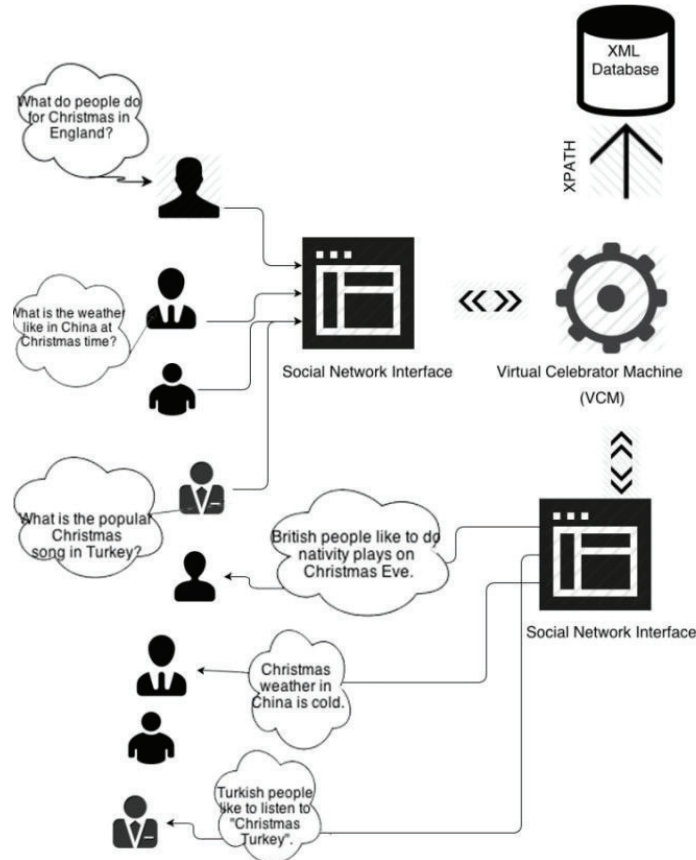 XML
Database
What do people do
for Christmas in
England?
XPATH
What is the weather
like in China at
Christmas time?
Social Network Interface
Virtual Celebrator Machine
(VCM)
What is the popular
Christmas
song in Turkey?
British people like to do
nativity plays on
Christmas Eve.
Social Network Interface
Christmas
weather in
China is cold.
Turkish people
like to listen to
"Christmas
Turkey".